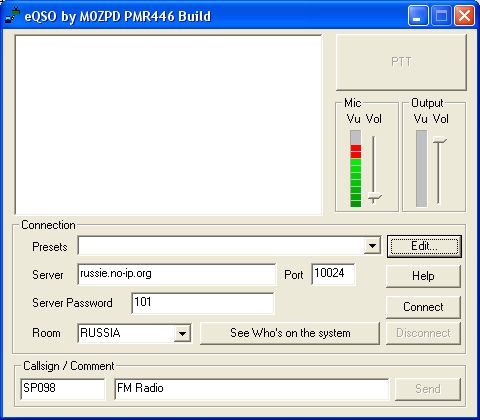 eQSO by M0ZPD PMR446 Build
PTT
Mic
Output
Vu Vol
Vu Vol
Connection
Presets
Edit...
Server russie.no-ip.org Port 10024
Help
Server Password 101
Connect
Room RUSSIA See Who's on the system Disconnect
Callsign / Comment
SP098 FM Radio Send